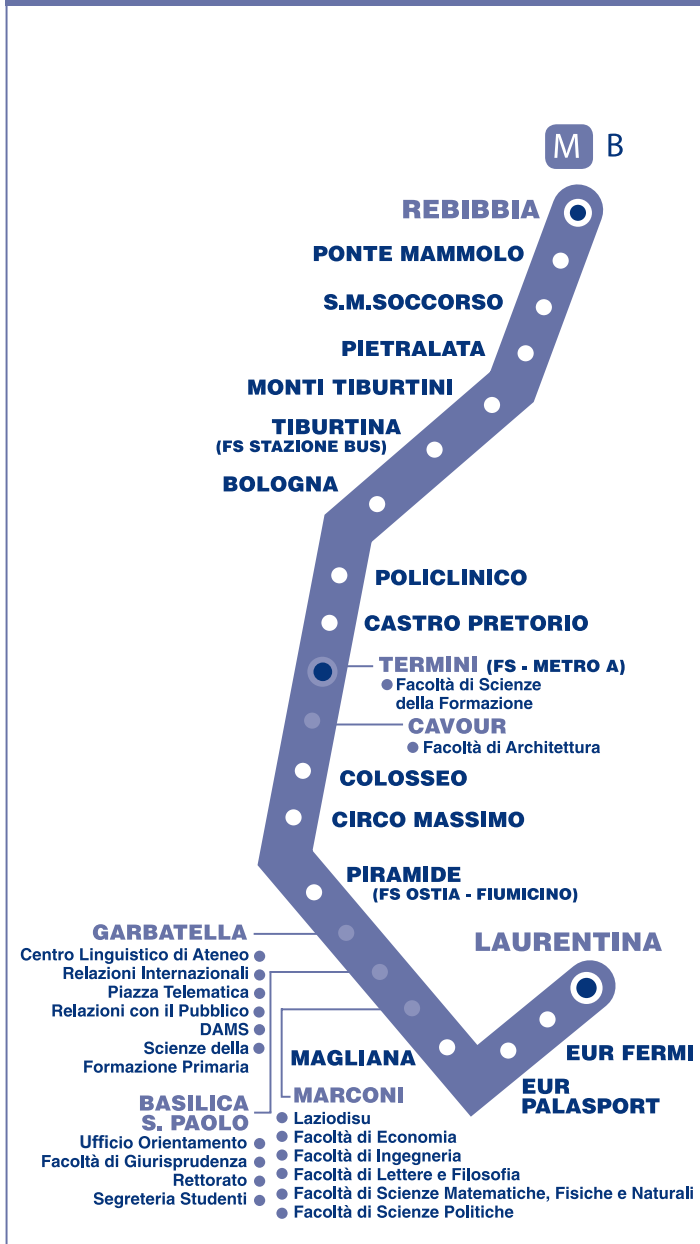 M B
REBIBBIA
PONTE MAMMOLO
S.M.SOCCORSO
PIETRALATA
MONTI TIBURTINI
TIBURTINA
(FS STAZIONE BUS)
BOLOGNA
POLICLINICO
CASTRO PRETORIO
TERMINI (FS - METRO A)
Facoltà di Scienze
della Formazione
CAVOUR
Facoltà di Architettura
COLOSSEO
CIRCO MASSIMO
PIRAMIDE
(FS OSTIA - FIUMICINO)
GARBATELLA
Centro Linguistico di Ateneo
Relazioni Internazionali
Piazza Telematica
Relazioni con il Pubblico
DAMS
Scienze della
Formazione Primaria
BASILICA
S. PAOLO
Ufficio Orientamento
Facoltà di Giurisprudenza
Rettorato
Segreteria Studenti
MARCONI
Laziodisu
Facoltà di Economia
Facoltà di Ingegneria
Facoltà di Lettere e Filosofia
Facoltà di Scienze Matematiche, Fisiche e Naturali
Facoltà di Scienze Politiche
MAGLIANA
EUR
PALASPORT
EUR FERMI
LAURENTINA